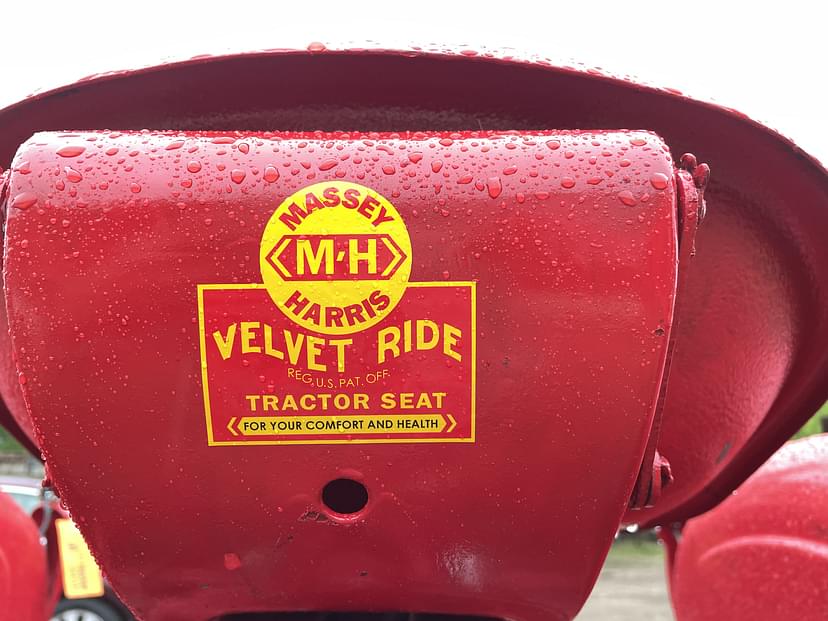 MASSEY
M-H
HARRIS
VELVET RIDE
REG. U.S. PAT. OFF.
TRACTOR SEAT
FOR YOUR COMFORT AND HEALTH